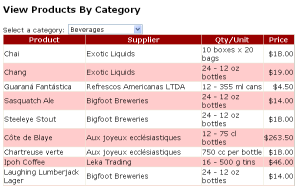 View Products By Category
Select a category: Beverages
Product Supplier Qty/Unit Price
Chai Exotic Liquids 10 boxes x 20 bags $18.00
Chang Exotic Liquids 24 - 12 oz bottles $19.00
Guaraná Fantástica Refrescos Americanas LTDA 12 - 355 ml cans $4.50
Sasquatch Ale Bigfoot Breweries 24 - 12 oz bottles $14.00
Steeleye Stout Bigfoot Breweries 24 - 12 oz bottles $18.00
Côte de Blaye Aux joyeux ecclésiastiques 12 - 75 cl bottles $263.50
Chartreuse verte Aux joyeux ecclésiastiques 750 cc per bottle $18.00
Ipoh Coffee Leka Trading 16 - 500 g tins $46.00
Laughing Lumberjack Lager Bigfoot Breweries 24 - 12 oz bottles $14.00